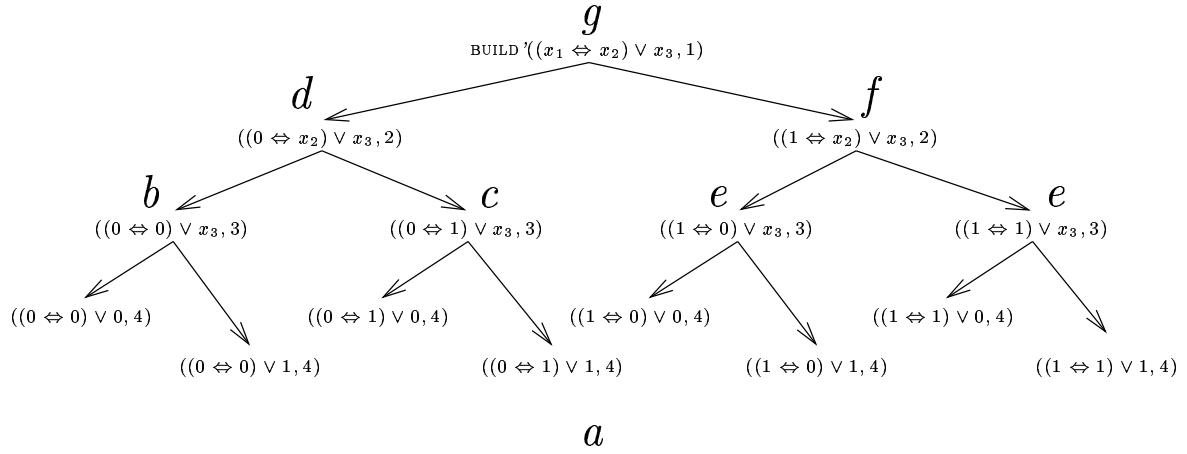 g
BUILD'((x₁ ⇔ x₂) ∨ x₃, 1)
d f
((0 ⇔ x₂) ∨ x₃, 2) ((1 ⇔ x₂) ∨ x₃, 2)
b c e e
((0 ⇔ 0) ∨ x₃, 3) ((0 ⇔ 1) ∨ x₃, 3) ((1 ⇔ 0) ∨ x₃, 3) ((1 ⇔ 1) ∨ x₃, 3)
((0 ⇔ 0) ∨ 0, 4) ((0 ⇔ 1) ∨ 0, 4) ((1 ⇔ 0) ∨ 0, 4) ((1 ⇔ 1) ∨ 0, 4)
((0 ⇔ 0) ∨ 1, 4) ((0 ⇔ 1) ∨ 1, 4) ((1 ⇔ 0) ∨ 1, 4) ((1 ⇔ 1) ∨ 1, 4)
a